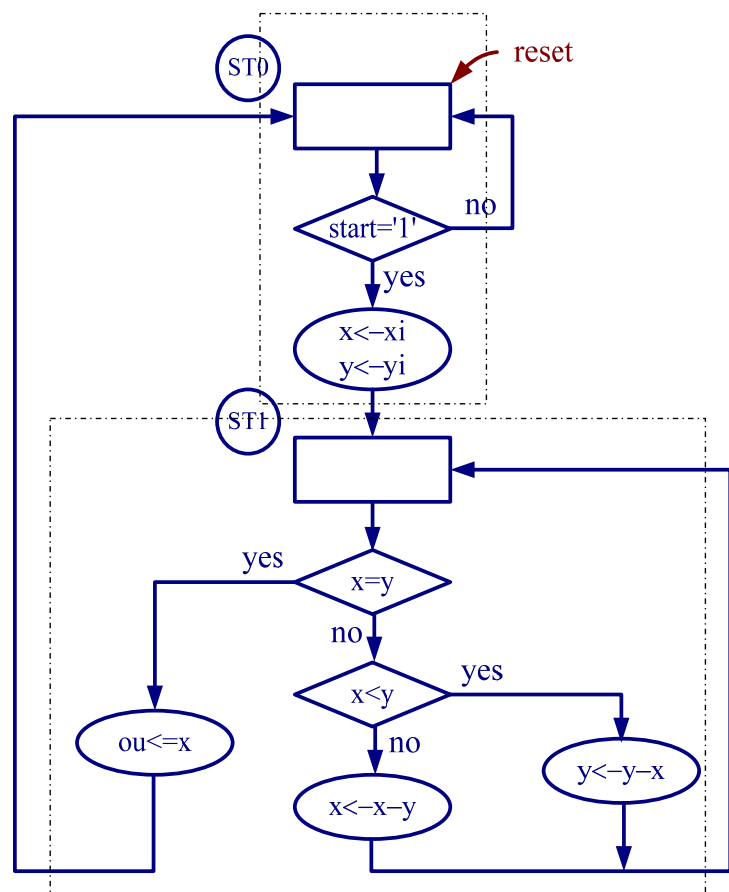 reset
ST0
no
start='1'
yes
x<–xi
y<–yi
ST1
yes
x=y
no
x<y
yes
no
ou<=x
y<–y–x
x<–x–y